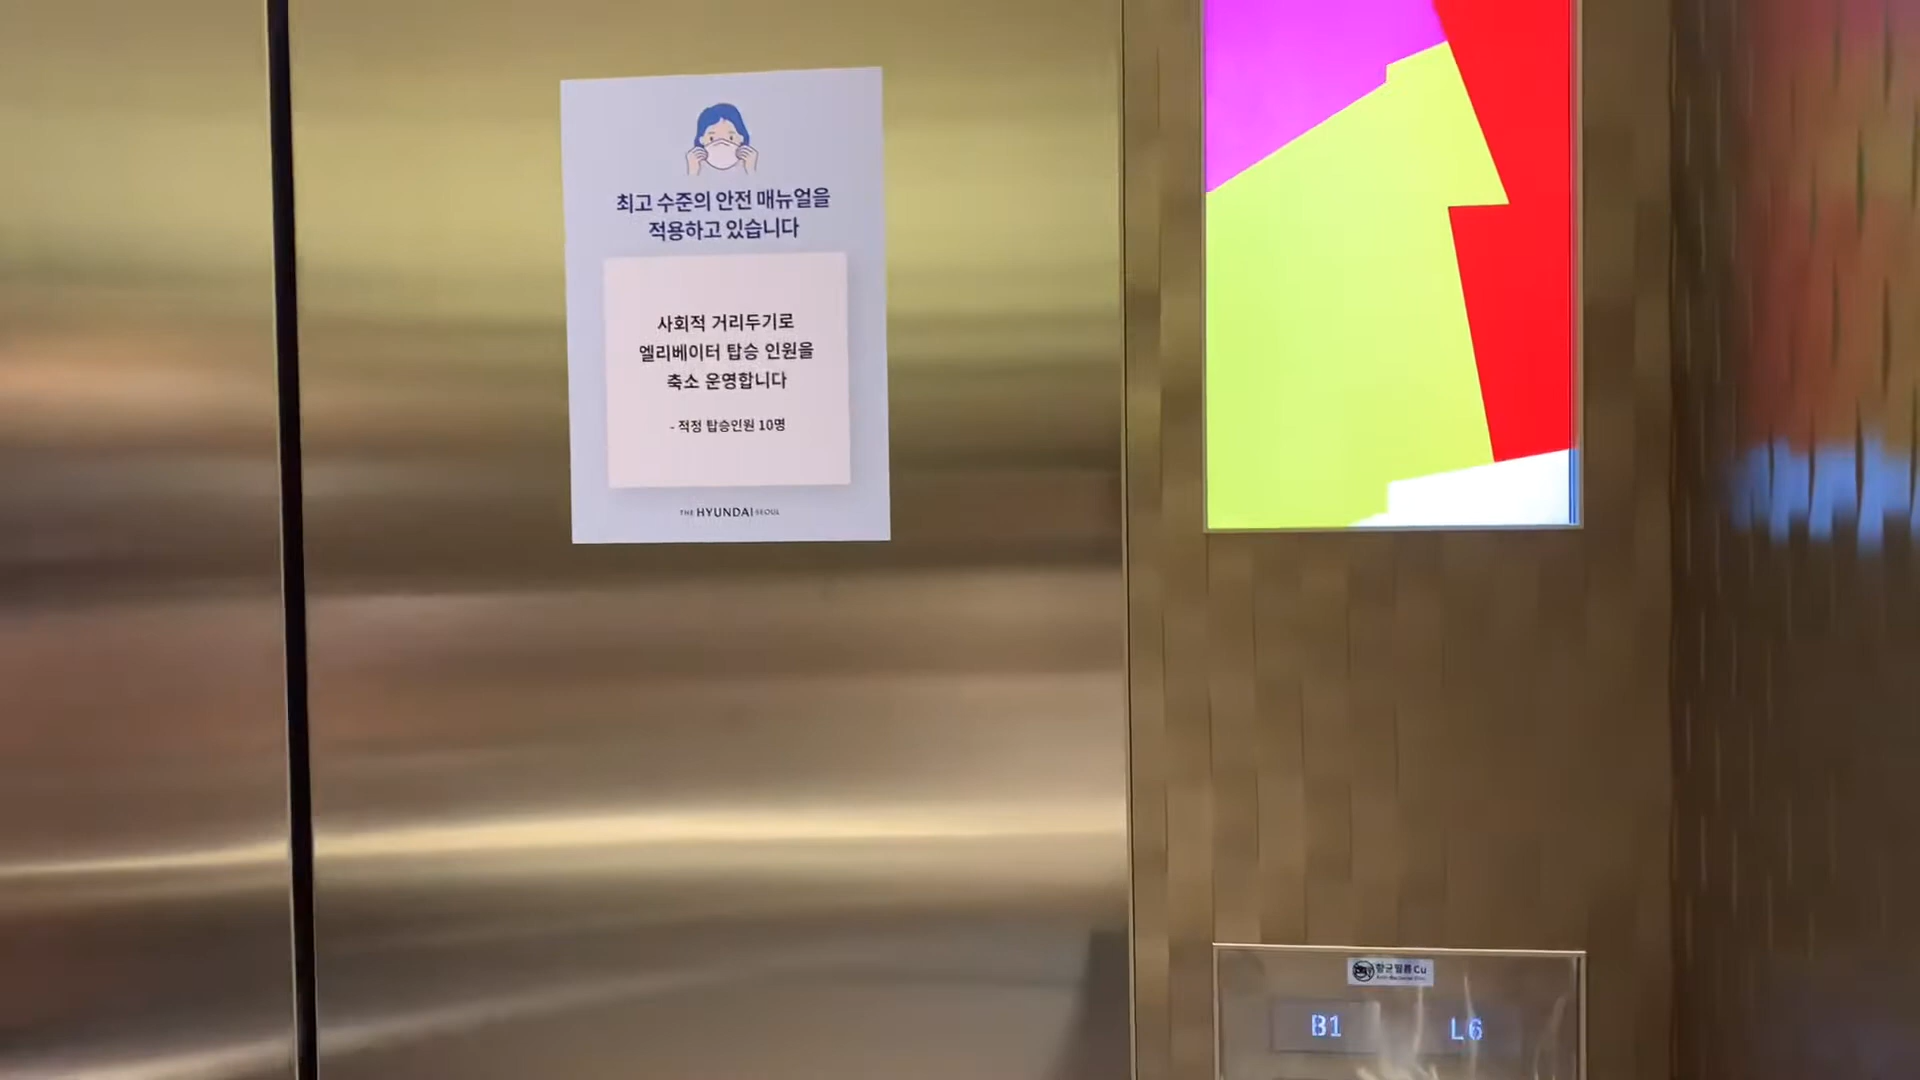 최고 수준의 안전 매뉴얼을
적용하고 있습니다
사회적 거리두기로
엘리베이터 탑승 인원을
축소 운영합니다
- 적정 탑승인원 10명
THE HYUNDAI SEOUL
항균필름 Cu
B1
L6